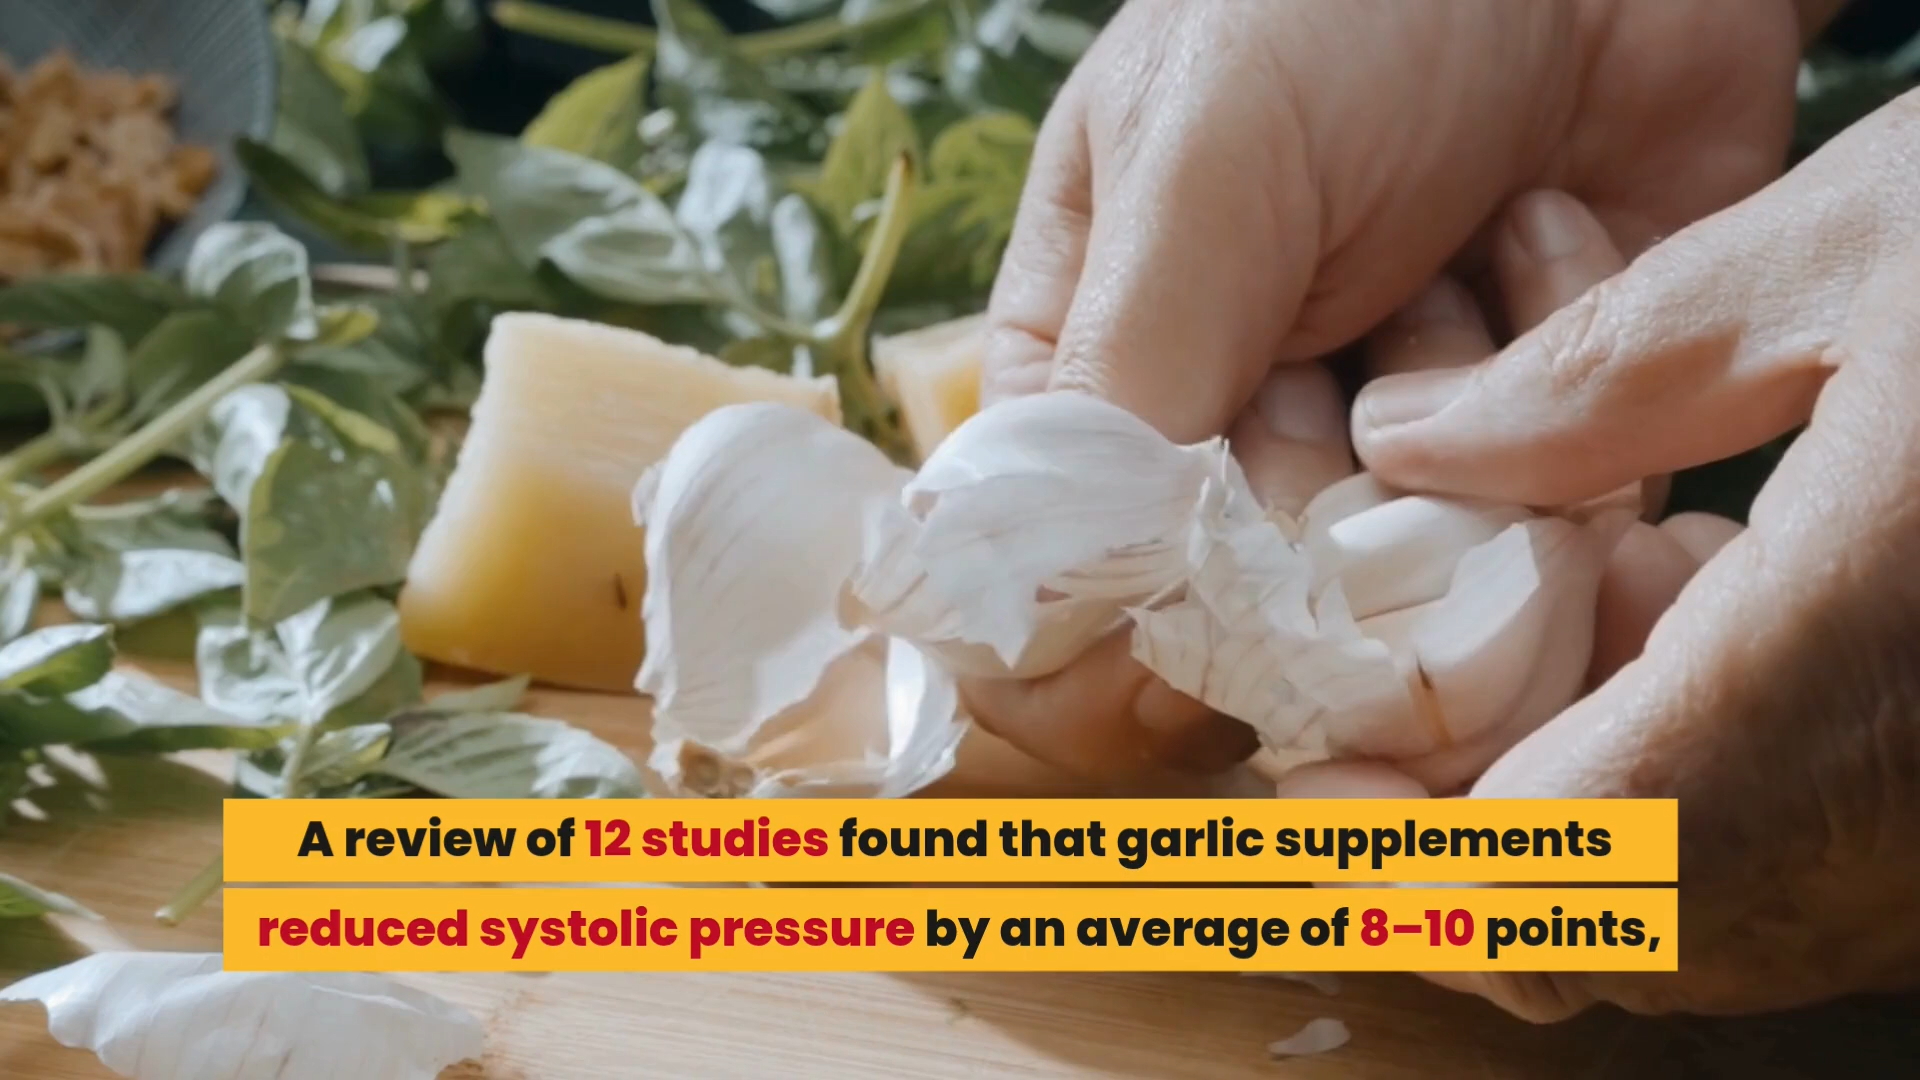 A review of 12 studies found that garlic supplements
reduced systolic pressure by an average of 8–10 points,